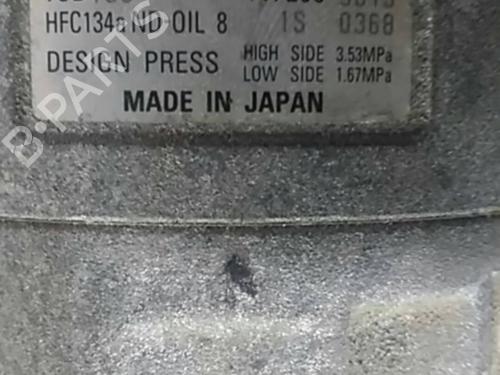 HFC134a ND-OIL 8 1S 0368
DESIGN PRESS HIGH SIDE 3.53MPa
LOW SIDE 1.67MPa
MADE IN JAPAN
B-PARTS